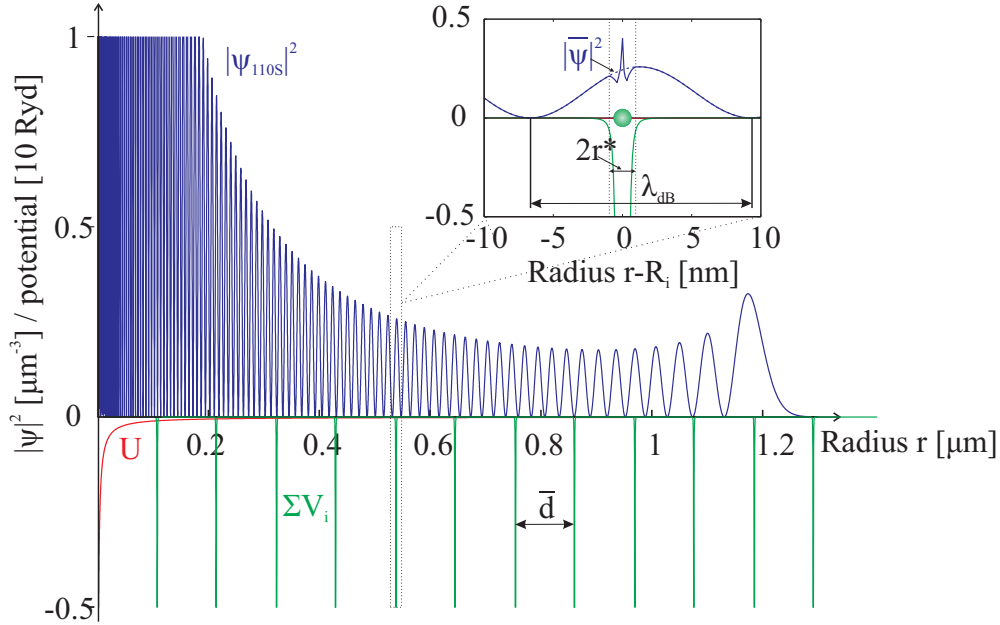 |ψ|² [μm⁻³] / potential [10 Ryd]
1
0.5
0
-0.5
|ψ₁₁₀S|²
U
ΣVᵢ
d̅
0.2
0.4
0.6
0.8
1
1.2
Radius r [μm]
0.5
0
-0.5
|ψ̅|²
2r*
λdB
-10
-5
0
5
10
Radius r-Rᵢ [nm]